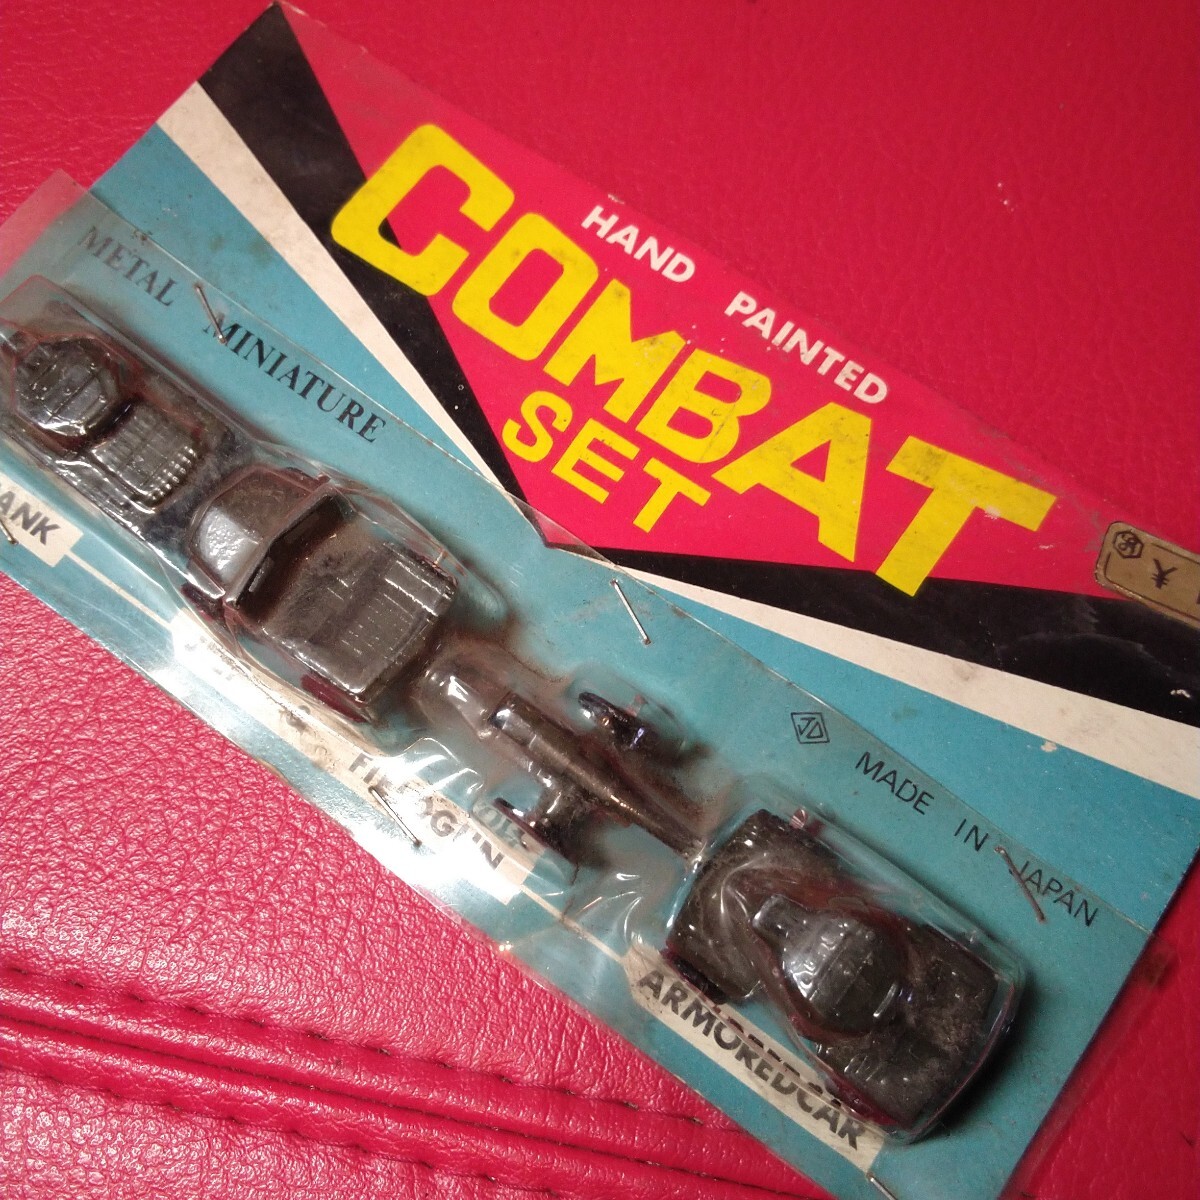 HAND PAINTED
COMBAT
SET
METAL MINIATURE
MADE IN JAPAN
ANK
ARMOREDCAR
¥